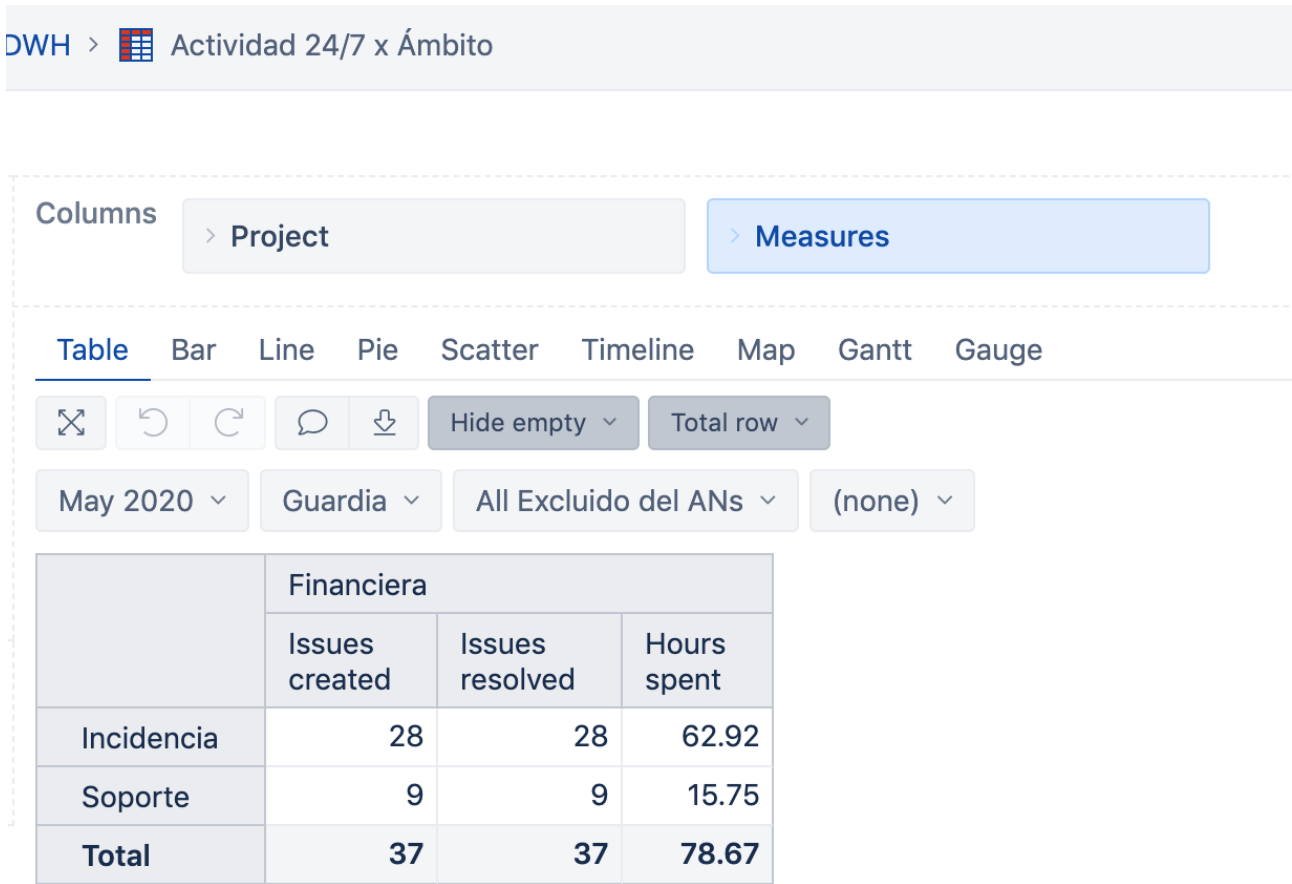 DWH > Actividad 24/7 x Ámbito
Columns
Project
Measures
Table Bar Line Pie Scatter Timeline Map Gantt Gauge
Hide empty Total row
May 2020 Guardia All Excluido del ANs (none)
Financiera
Issues created Issues resolved Hours spent
Incidencia 28 28 62.92
Soporte 9 9 15.75
Total 37 37 78.67